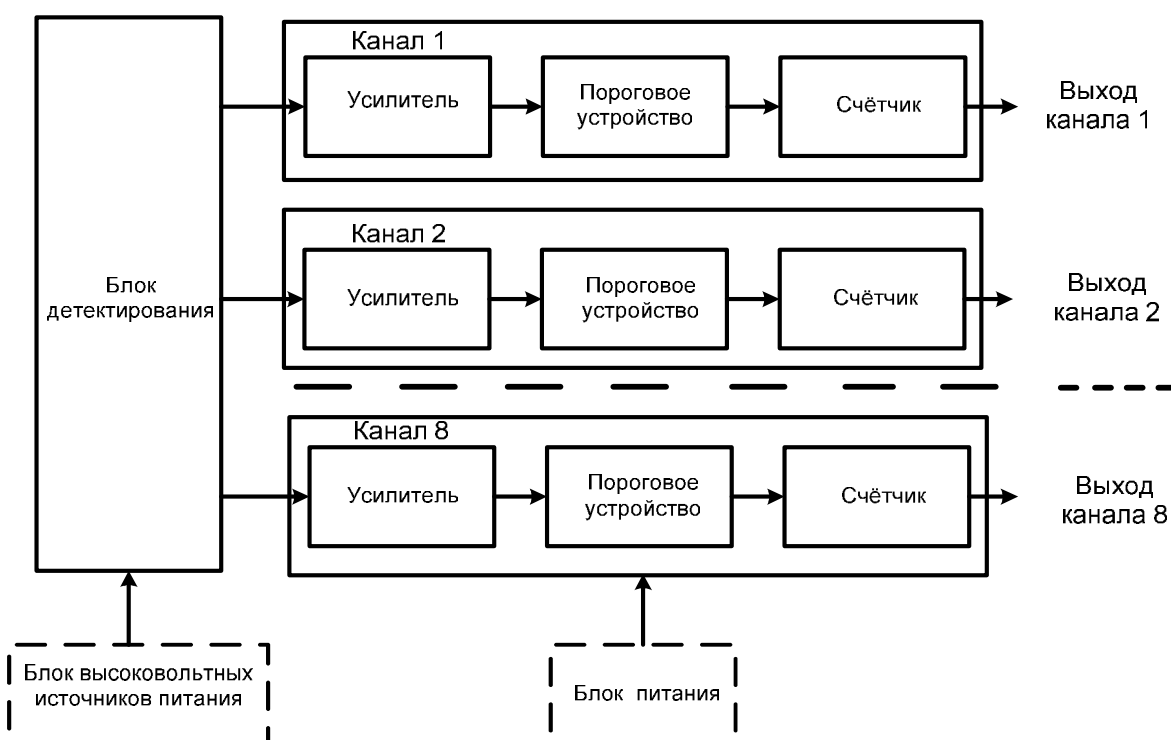 Канал 1
Усилитель
Пороговое
устройство
Счётчик
Выход
канала 1
Канал 2
Усилитель
Пороговое
устройство
Счётчик
Выход
канала 2
Блок
детектирования
Канал 8
Усилитель
Пороговое
устройство
Счётчик
Выход
канала 8
Блок высоковольтных
источников питания
Блок питания